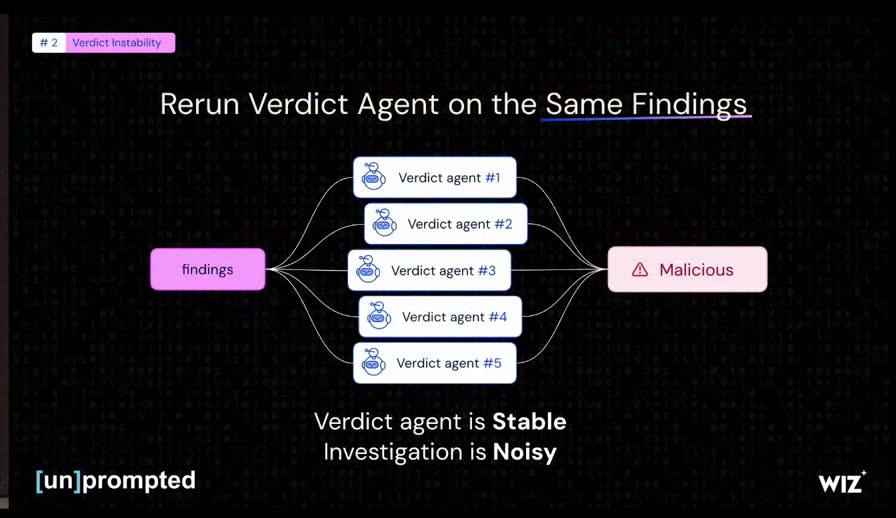 # 2 Verdict Instability
Rerun Verdict Agent on the Same Findings
Verdict agent #1
Verdict agent #2
findings
Verdict agent #3
Malicious
Verdict agent #4
Verdict agent #5
Verdict agent is Stable
Investigation is Noisy
[un]prompted
WIZ